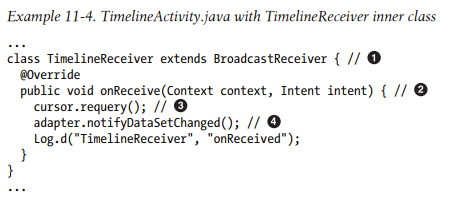 Example 11-4. TimelineActivity.java with TimelineReceiver inner class
...
class TimelineReceiver extends BroadcastReceiver { // ❶
  @Override
  public void onReceive(Context context, Intent intent) { // ❷
    cursor.requery(); // ❸
    adapter.notifyDataSetChanged(); // ❹
    Log.d("TimelineReceiver", "onReceived");
  }
}
...